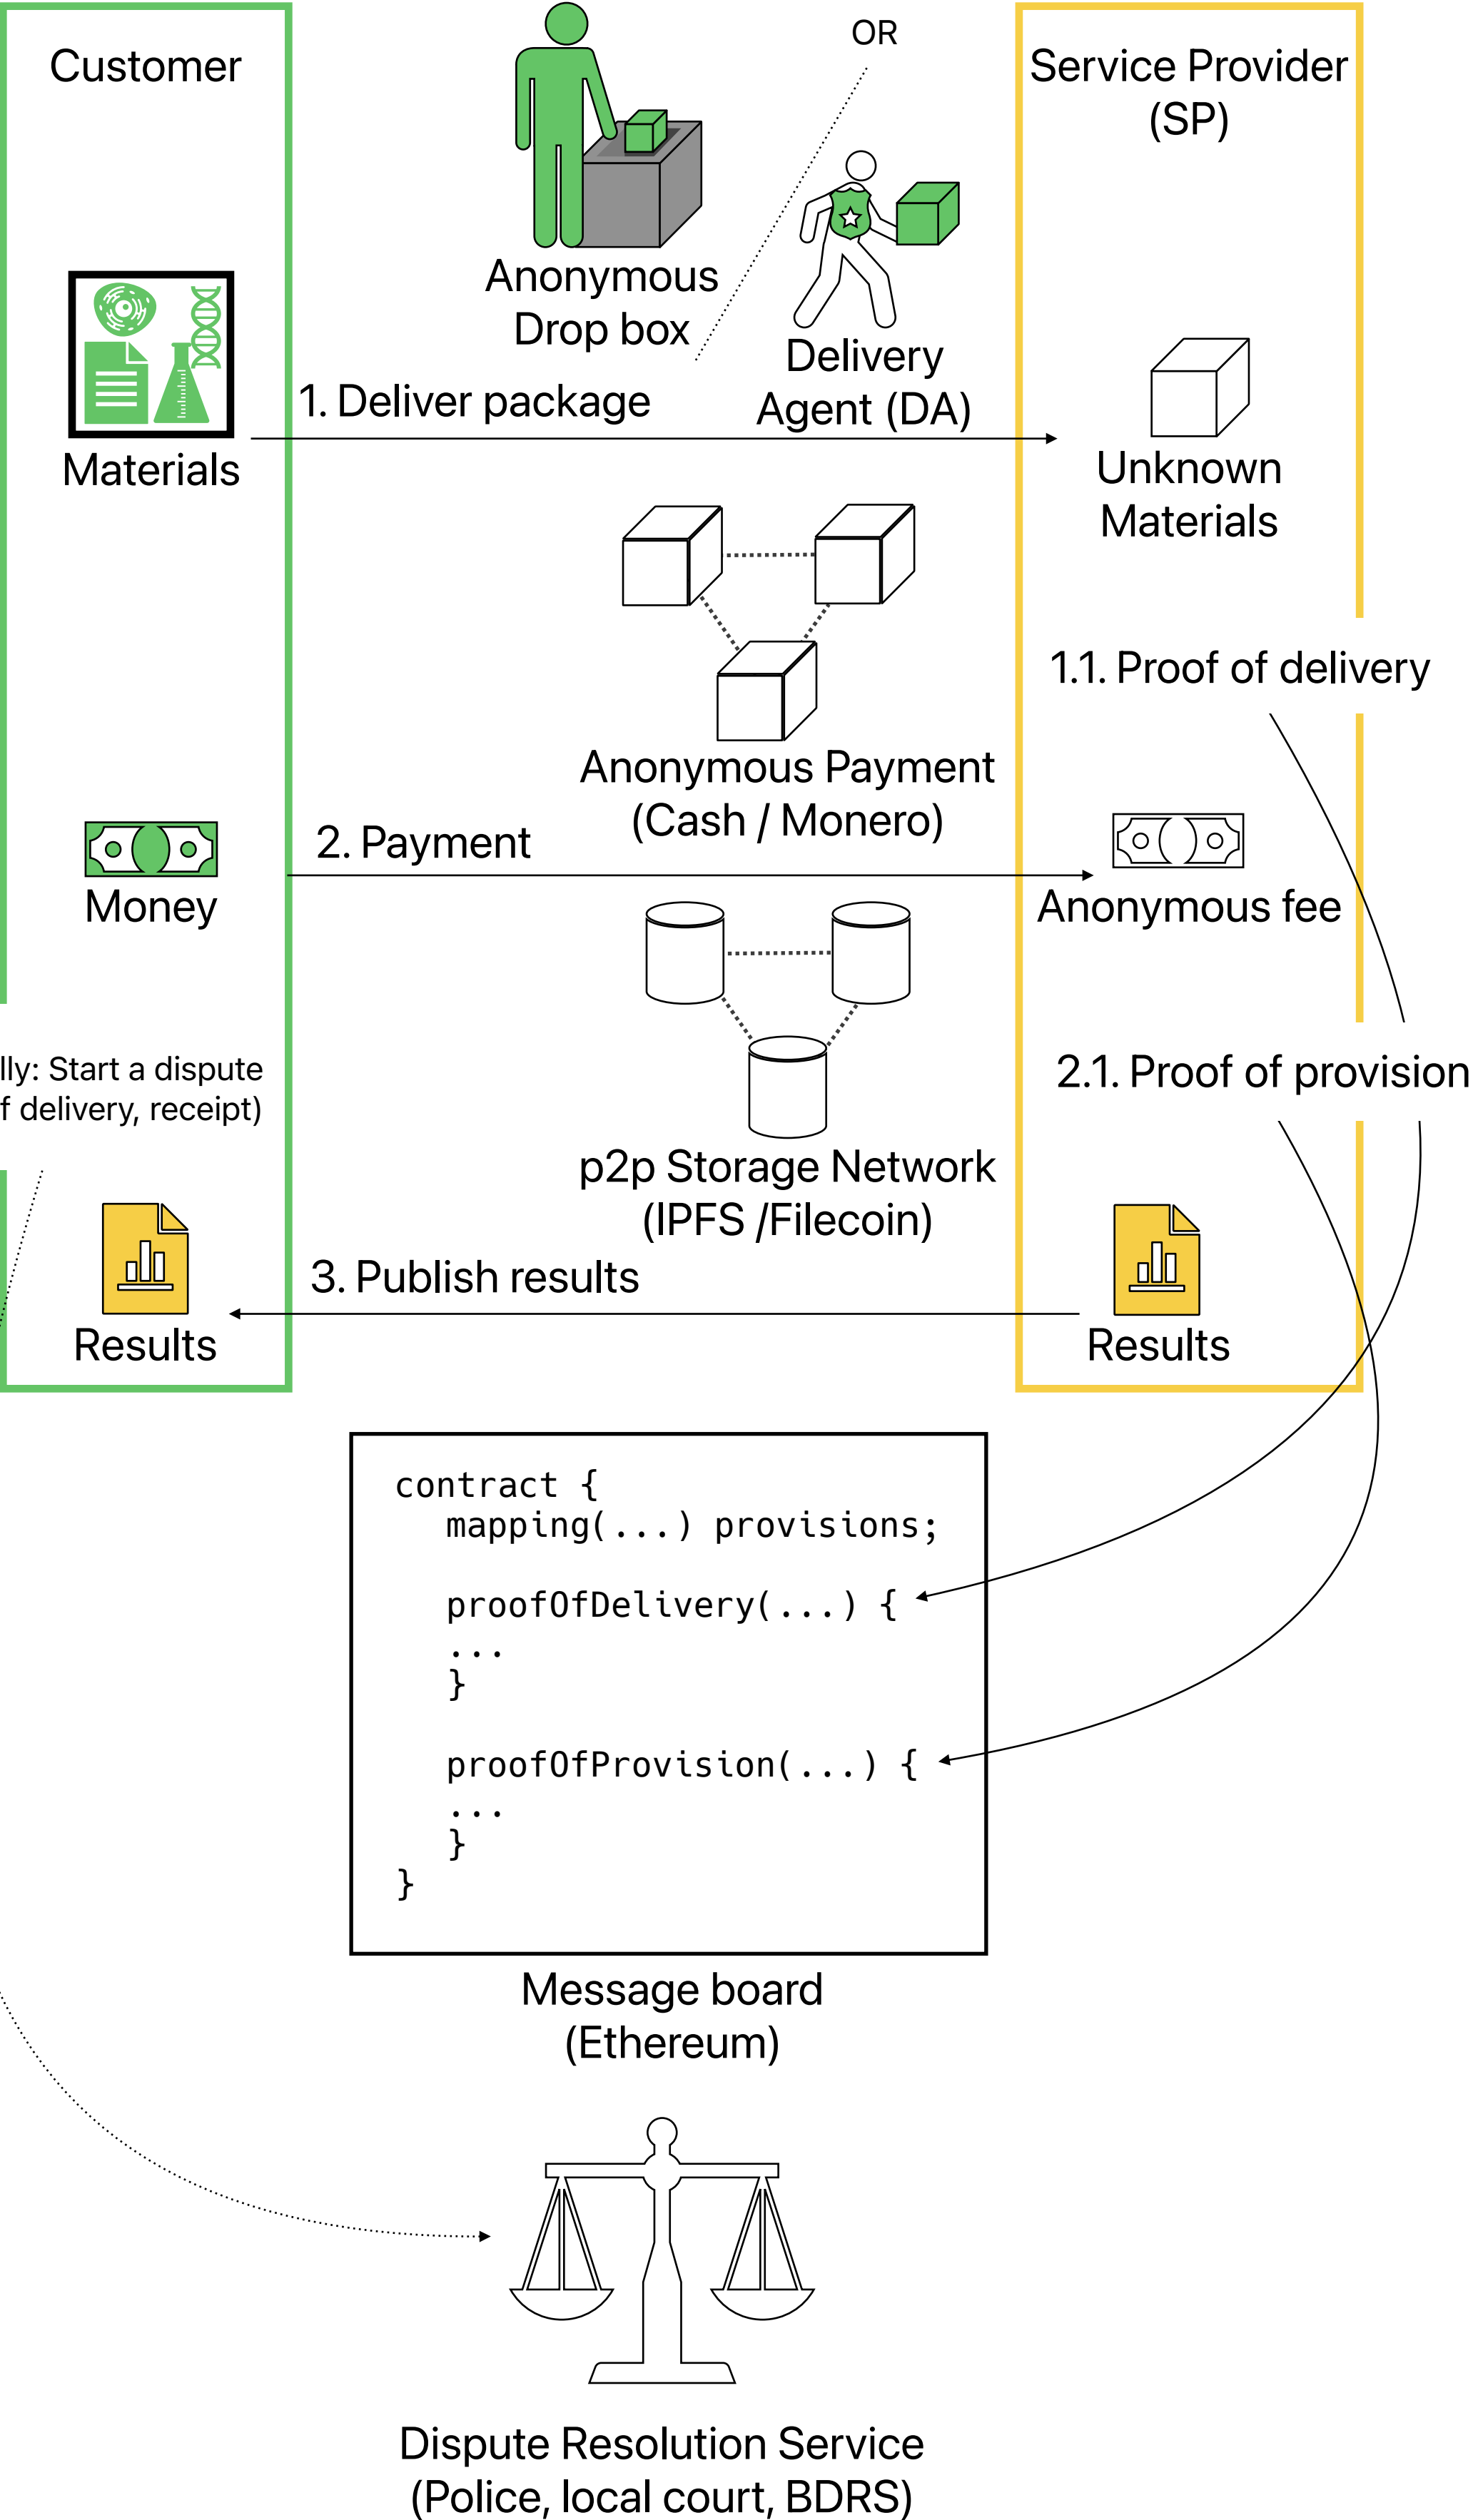 Customer
OR
Service Provider
(SP)
Anonymous
Drop box
Delivery
Agent (DA)
1. Deliver package
Materials
Unknown
Materials
1.1. Proof of delivery
Anonymous Payment
(Cash / Monero)
2. Payment
Money
Anonymous fee
lly: Start a dispute
f delivery, receipt)
2.1. Proof of provision
p2p Storage Network
(IPFS /Filecoin)
3. Publish results
Results
Results
contract {
mapping(...) provisions;
proofOfDelivery(...) {
...
}
proofOfProvision(...) {
...
}
}
Message board
(Ethereum)
Dispute Resolution Service
(Police, local court, BDRS)